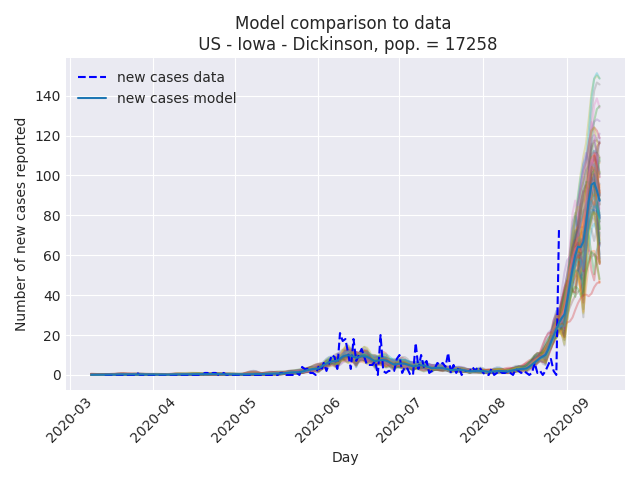 Model comparison to data
US - Iowa - Dickinson, pop. = 17258
new cases data
new cases model
Number of new cases reported
140
120
100
80
60
40
20
0
2020-03
2020-04
2020-05
2020-06
2020-07
2020-08
2020-09
Day